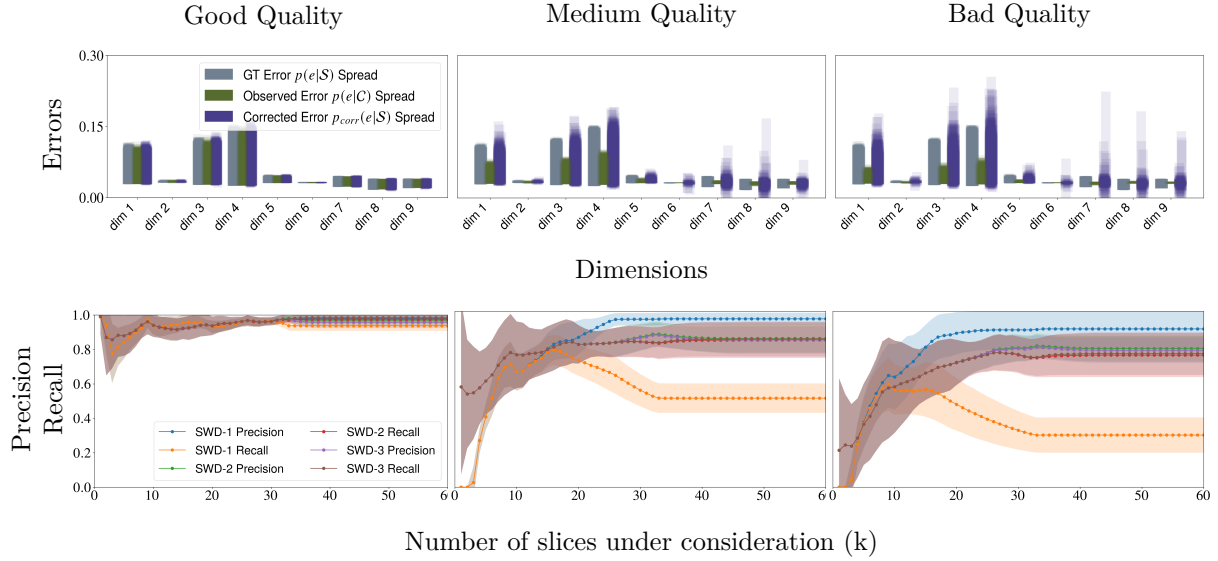 Good Quality
Medium Quality
Bad Quality
Errors
0.30
0.15
0.00
GT Error p(e|S) Spread
Observed Error p(e|C) Spread
Corrected Error p_corr(e|S) Spread
dim 1 dim 2 dim 3 dim 4 dim 5 dim 6 dim 7 dim 8 dim 9
dim 1 dim 2 dim 3 dim 4 dim 5 dim 6 dim 7 dim 8 dim 9
dim 1 dim 2 dim 3 dim 4 dim 5 dim 6 dim 7 dim 8 dim 9
Dimensions
Precision
Recall
1.0
0.8
0.6
0.4
0.2
0.0
SWD-1 Precision
SWD-1 Recall
SWD-2 Precision
SWD-2 Recall
SWD-3 Precision
SWD-3 Recall
0 10 20 30 40 50 6
0 10 20 30 40 50 6
0 10 20 30 40 50 60
Number of slices under consideration (k)